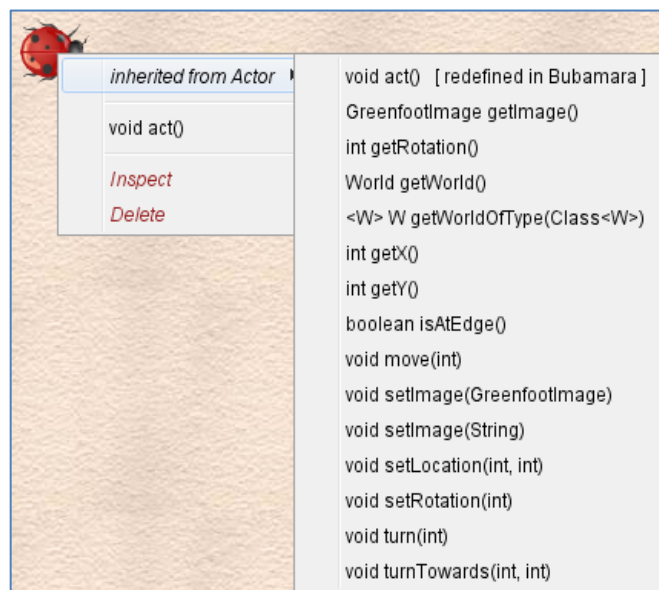 inherited from Actor
void act()
Inspect
Delete
void act() [ redefined in Bubamara ]
GreenfootImage getImage()
int getRotation()
World getWorld()
<W> W getWorldOfType(Class<W>)
int getX()
int getY()
boolean isAtEdge()
void move(int)
void setImage(GreenfootImage)
void setImage(String)
void setLocation(int, int)
void setRotation(int)
void turn(int)
void turnTowards(int, int)